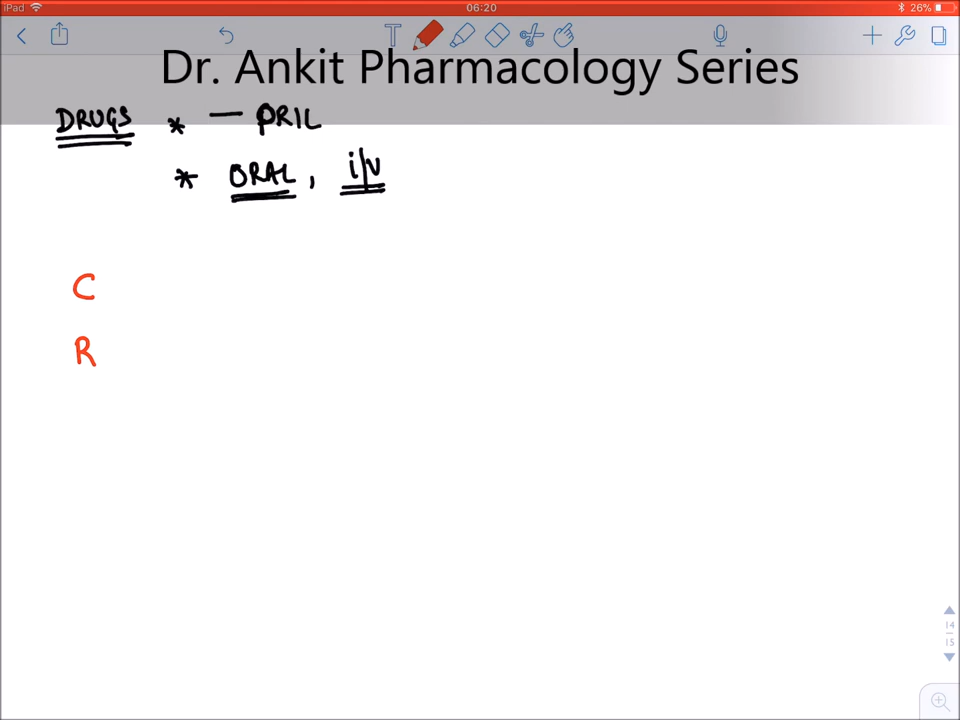 iPad 06:20 26%
T
Dr. Ankit Pharmacology Series
DRUGS * — PRIL
* ORAL, i/v
C
R
14
15